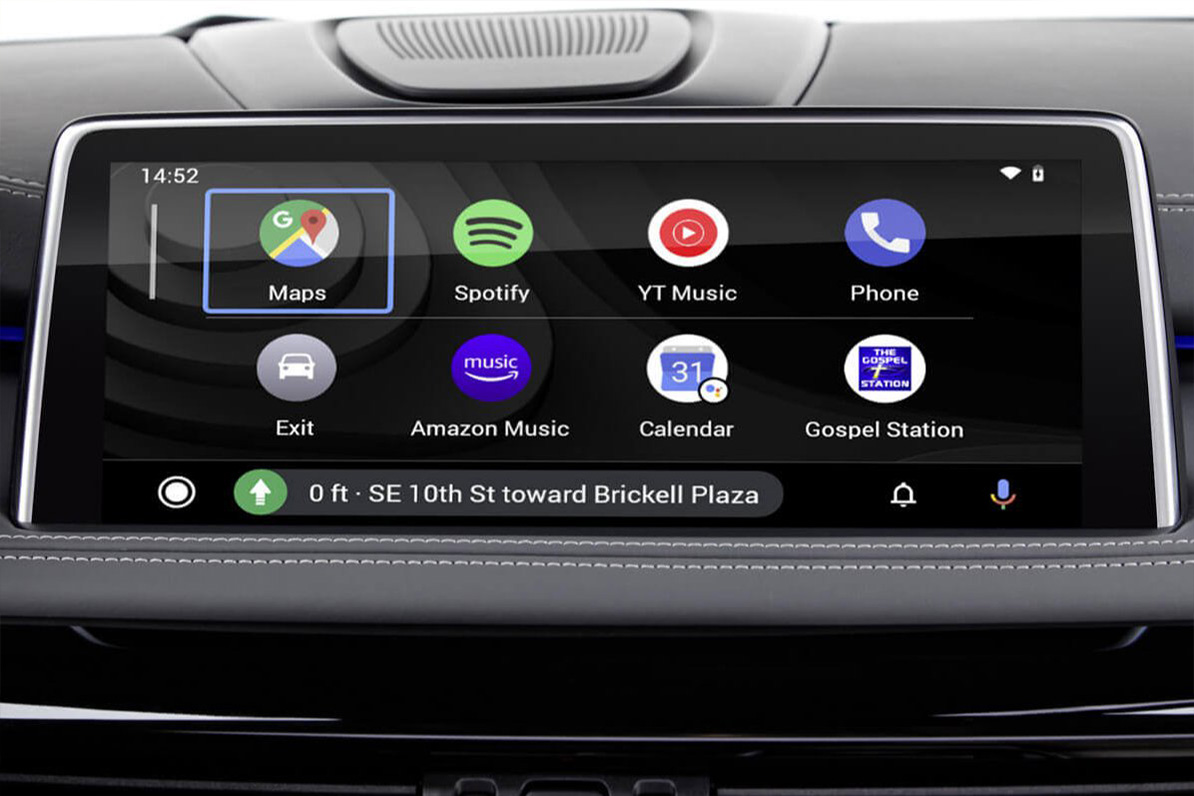 14:52
G
Maps
Spotify
YT Music
Phone
music
31
THE
GOSPEL
STATION
Exit
Amazon Music
Calendar
Gospel Station
0 ft · SE 10th St toward Brickell Plaza